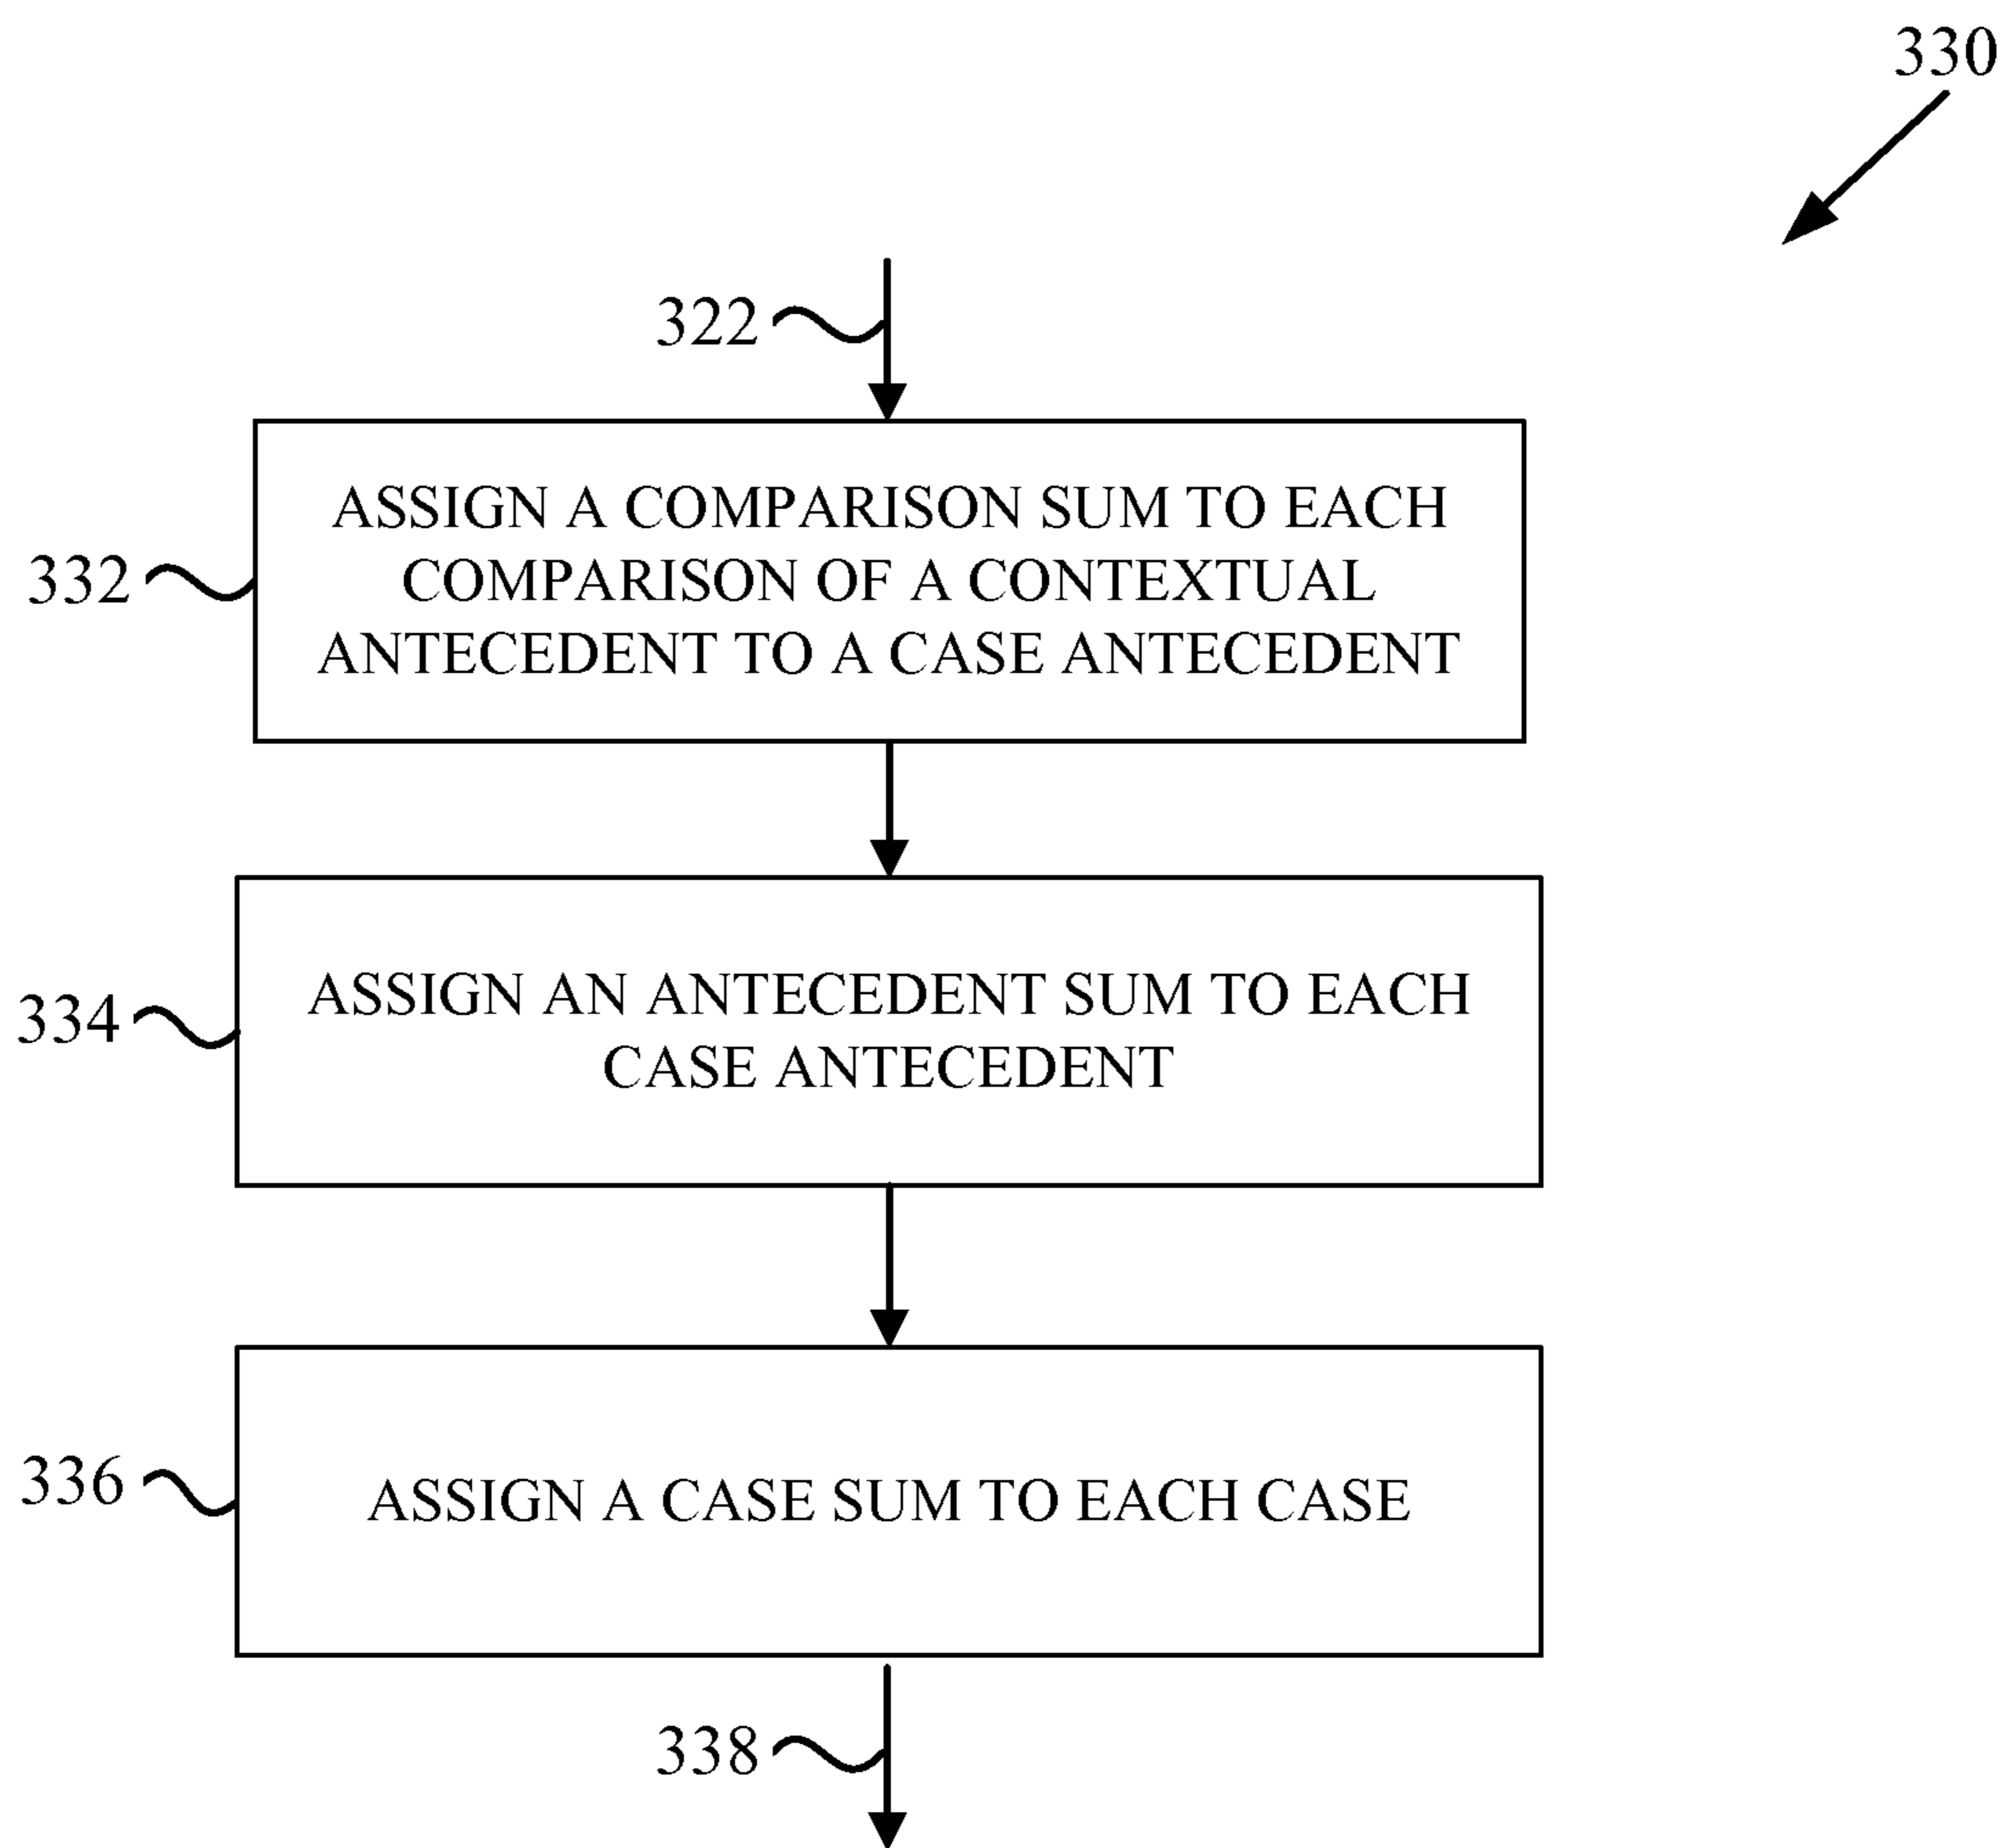 330
322
ASSIGN A COMPARISON SUM TO EACH
COMPARISON OF A CONTEXTUAL
ANTECEDENT TO A CASE ANTECEDENT
332
ASSIGN AN ANTECEDENT SUM TO EACH
CASE ANTECEDENT
334
ASSIGN A CASE SUM TO EACH CASE
336
338